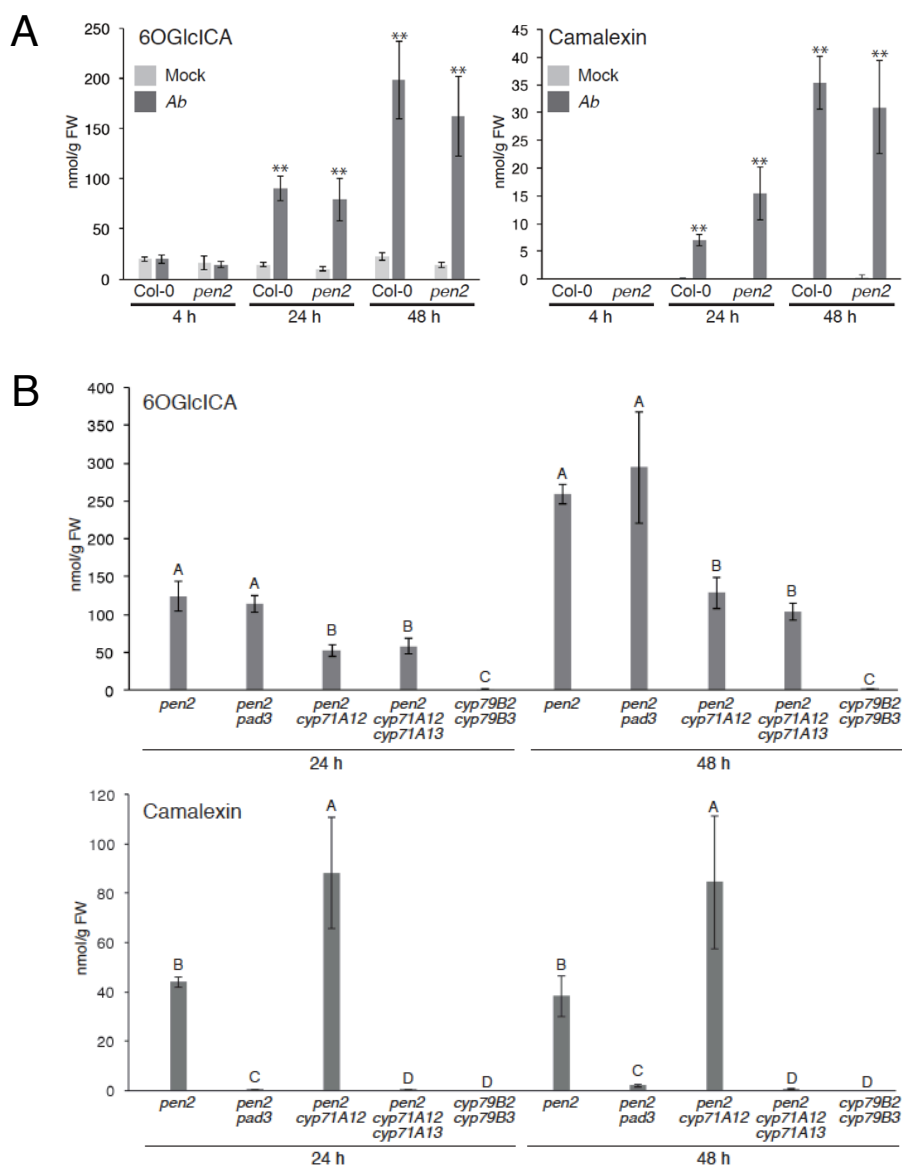 A
6OGlcICA
Mock
Ab
nmol/g FW
250
200
150
100
50
0
** ** ** **
Col-0 pen2 Col-0 pen2 Col-0 pen2
4 h 24 h 48 h
Camalexin
Mock
Ab
nmol/g FW
45
40
35
30
25
20
15
10
5
0
** ** ** **
Col-0 pen2 Col-0 pen2 Col-0 pen2
4 h 24 h 48 h
B
6OGlcICA
nmol/g FW
400
350
300
250
200
150
100
50
0
A A B B C A A B B C
pen2 pen2 pen2 pen2 cyp79B2 pen2 pen2 pen2 pen2 cyp79B2
pad3 cyp71A12 cyp71A12 cyp79B3 pad3 cyp71A12 cyp71A12 cyp79B3
cyp71A13 cyp71A13
24 h 48 h
Camalexin
nmol/g FW
120
100
80
60
40
20
0
B C A D D B C A D D
pen2 pen2 pen2 pen2 cyp79B2 pen2 pen2 pen2 pen2 cyp79B2
pad3 cyp71A12 cyp71A12 cyp79B3 pad3 cyp71A12 cyp71A12 cyp79B3
cyp71A13 cyp71A13
24 h 48 h